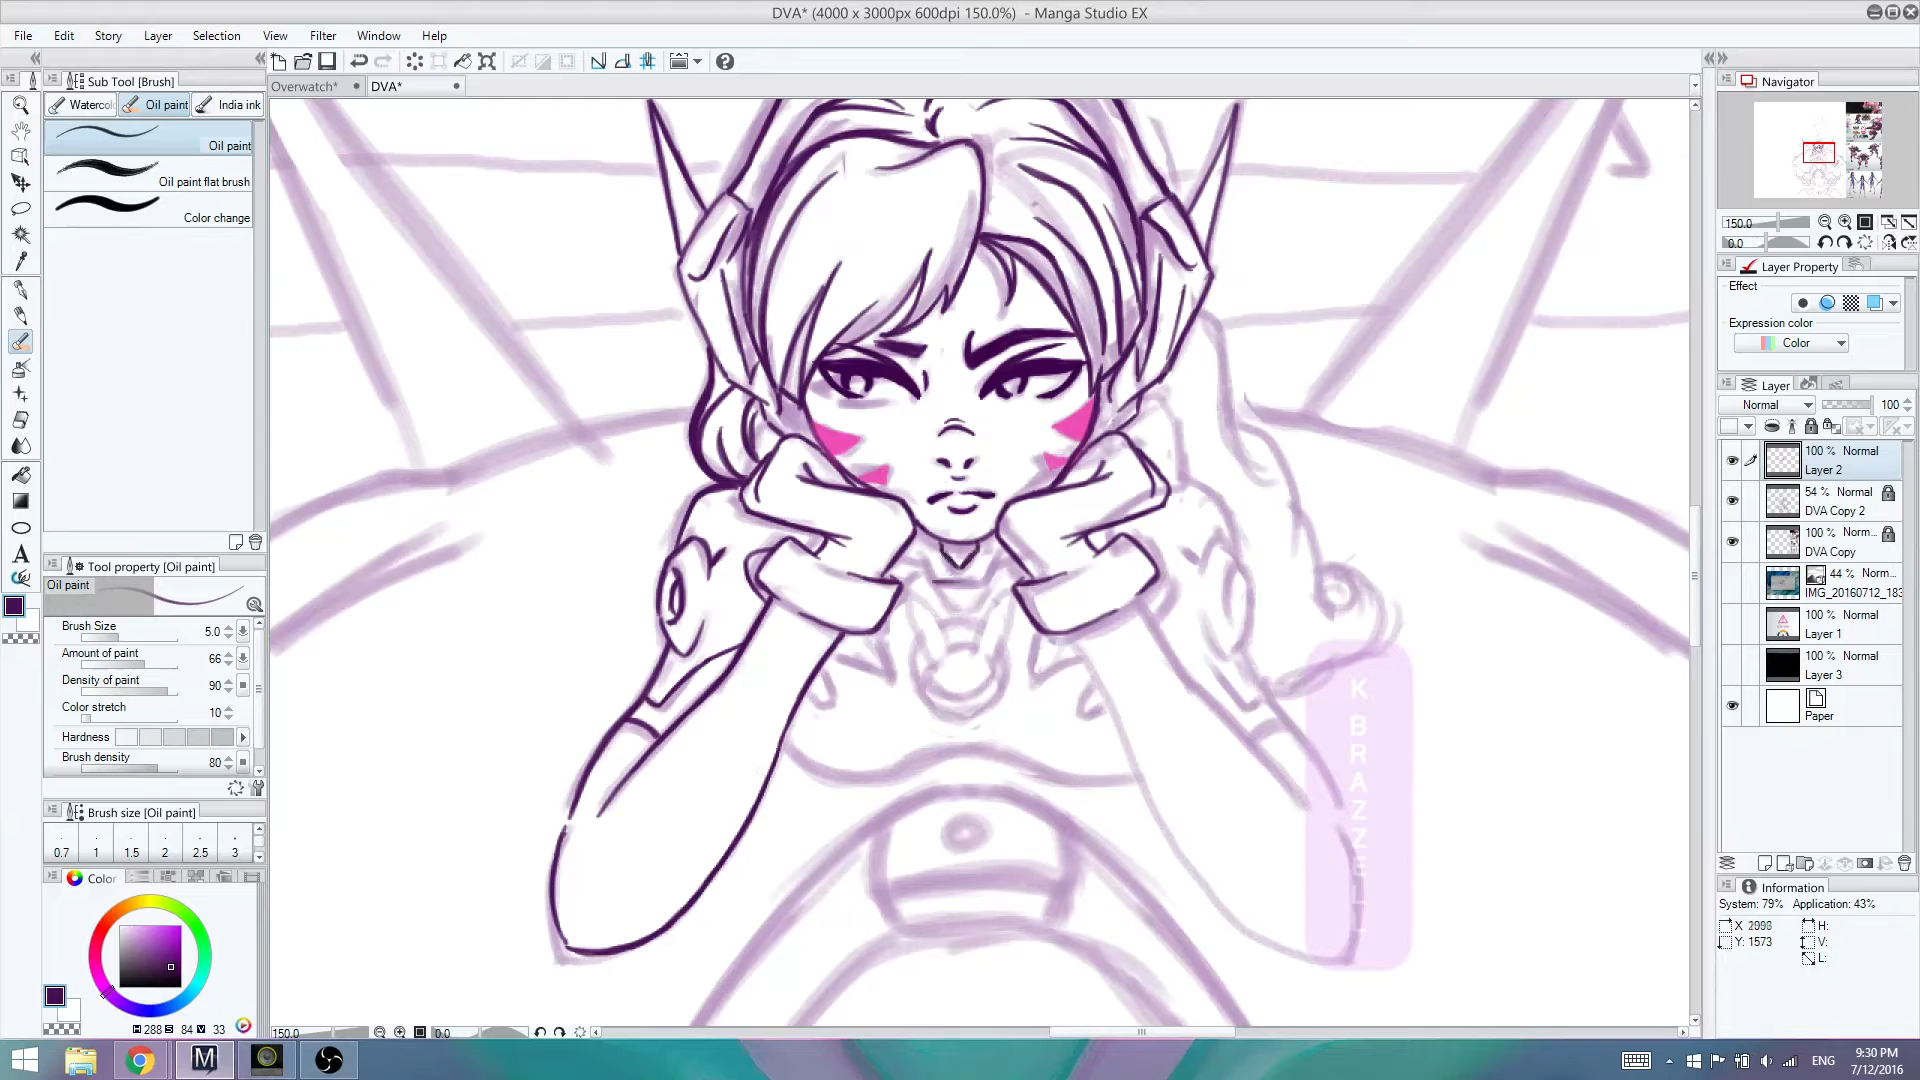 DVA* (4000 x 3000px 600dpi 150.0%) - Manga Studio EX
File Edit Story Layer Selection View Filter Window Help
Sub Tool [Brush]
Watercol Oil paint India ink
Oil paint
Oil paint flat brush
Color change
Overwatch* DVA*
Tool property [Oil paint]
Oil paint
Brush Size 5.0
Amount of paint 66
Density of paint 90
Color stretch 10
Hardness
Brush density 80
Brush size [Oil paint]
0.7 1 1.5 2 2.5 3
Color
H 288 S 84 V 33
K BRAZZEL
150.0 0.0
Navigator
150.0
0.0
Layer Property
Effect
Expression color
Color
Layer
Normal 100
100 % Normal
Layer 2
54 % Normal
DVA Copy 2
100 % Norm...
DVA Copy
44 % Norm...
IMG_20160712_183
100 % Normal
Layer 1
100 % Normal
Layer 3
Paper
Information
System: 79% Application: 43%
X 2998 H:
Y: 1573 V:
L:
ENG
9:30 PM
7/12/2016